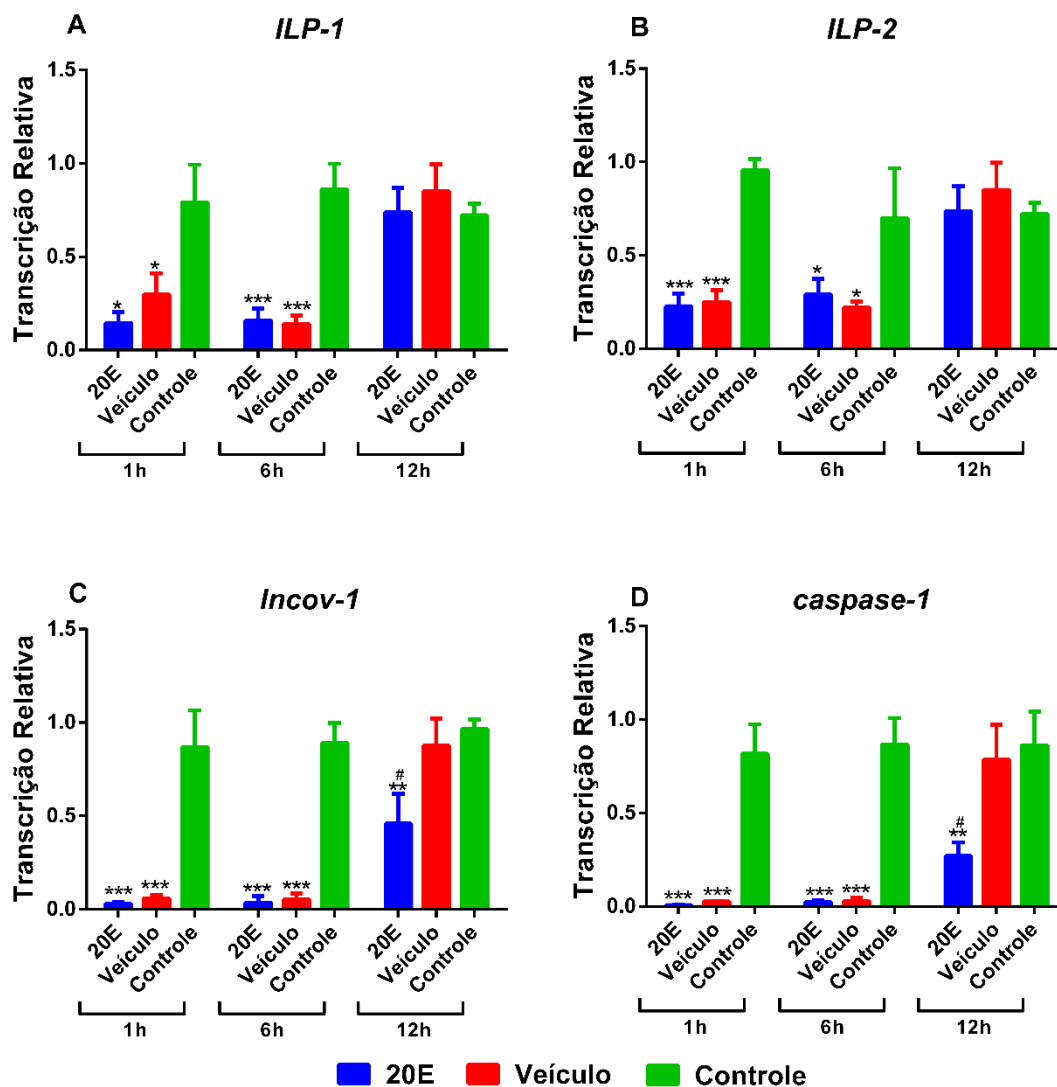 A
ILP-1
Transcrição Relativa
1.5
1.0
0.5
0.0
*
*
***
***
20E
Veículo
Controle
20E
Veículo
Controle
20E
Veículo
Controle
1h
6h
12h
B
ILP-2
Transcrição Relativa
1.5
1.0
0.5
0.0
***
***
*
*
20E
Veículo
Controle
20E
Veículo
Controle
20E
Veículo
Controle
1h
6h
12h
C
lncov-1
Transcrição Relativa
1.5
1.0
0.5
0.0
***
***
***
***
#
**
20E
Veículo
Controle
20E
Veículo
Controle
20E
Veículo
Controle
1h
6h
12h
D
caspase-1
Transcrição Relativa
1.5
1.0
0.5
0.0
***
***
***
***
#
**
20E
Veículo
Controle
20E
Veículo
Controle
20E
Veículo
Controle
1h
6h
12h
20E Veículo Controle